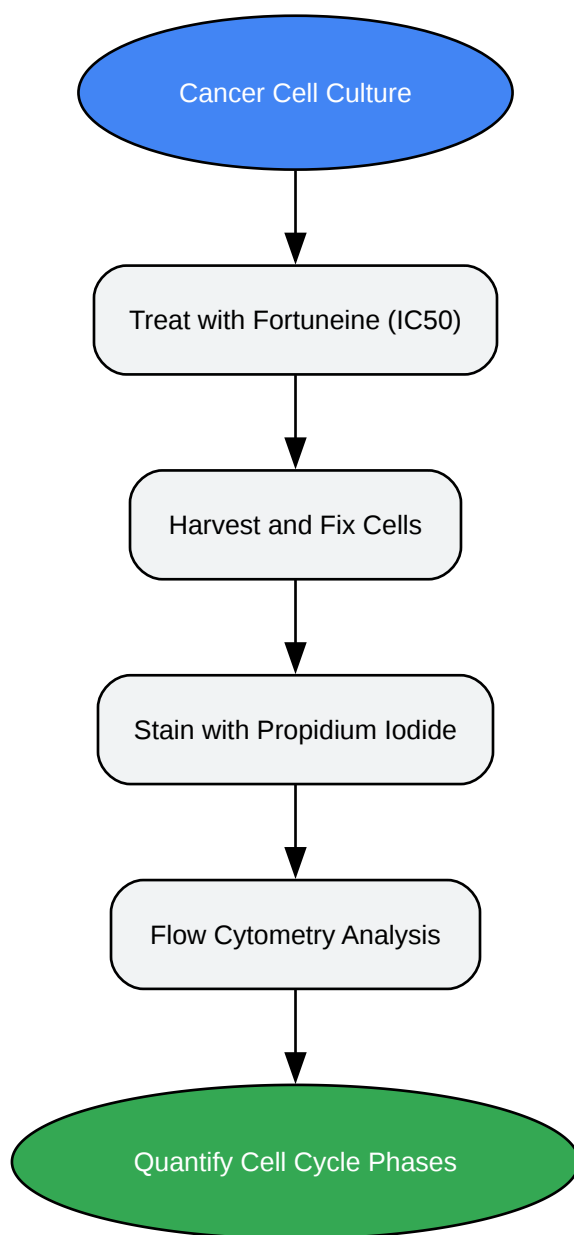 Cancer Cell Culture
Treat with Fortuneine (IC50)
Harvest and Fix Cells
Stain with Propidium Iodide
Flow Cytometry Analysis
Quantify Cell Cycle Phases